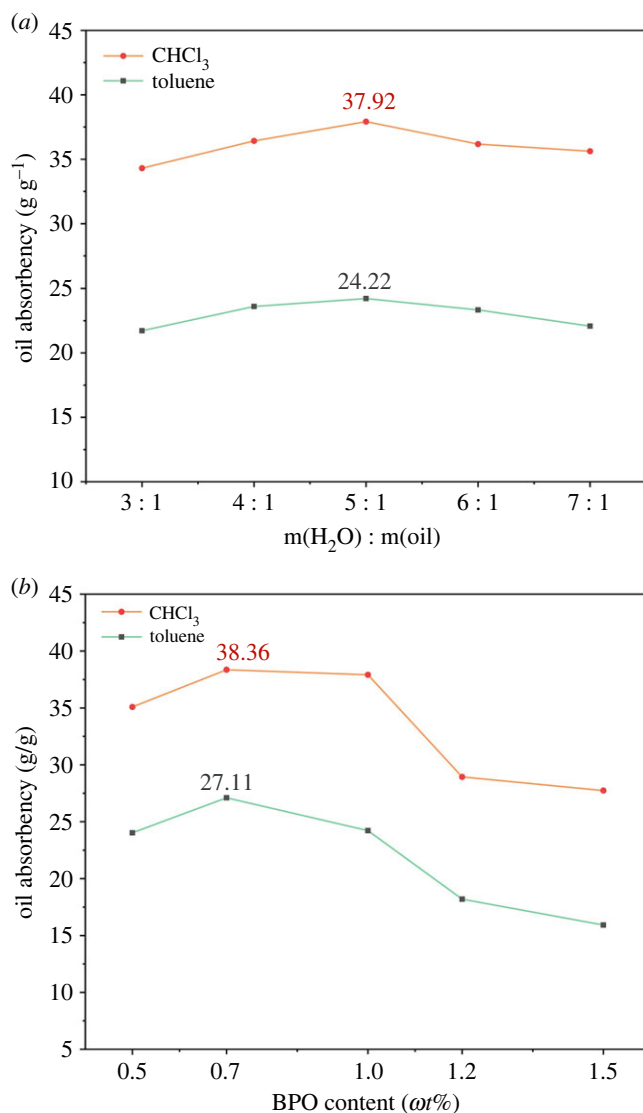 (a)
45
CHCl₃
toluene
40
37.92
35
30
25
24.22
20
15
10
oil absorbency (g g⁻¹)
3 : 1 4 : 1 5 : 1 6 : 1 7 : 1
m(H₂O) : m(oil)
(b)
45
CHCl₃
toluene
40
38.36
35
30
27.11
25
20
15
10
5
oil absorbency (g/g)
0.5 0.7 1.0 1.2 1.5
BPO content (ωt%)